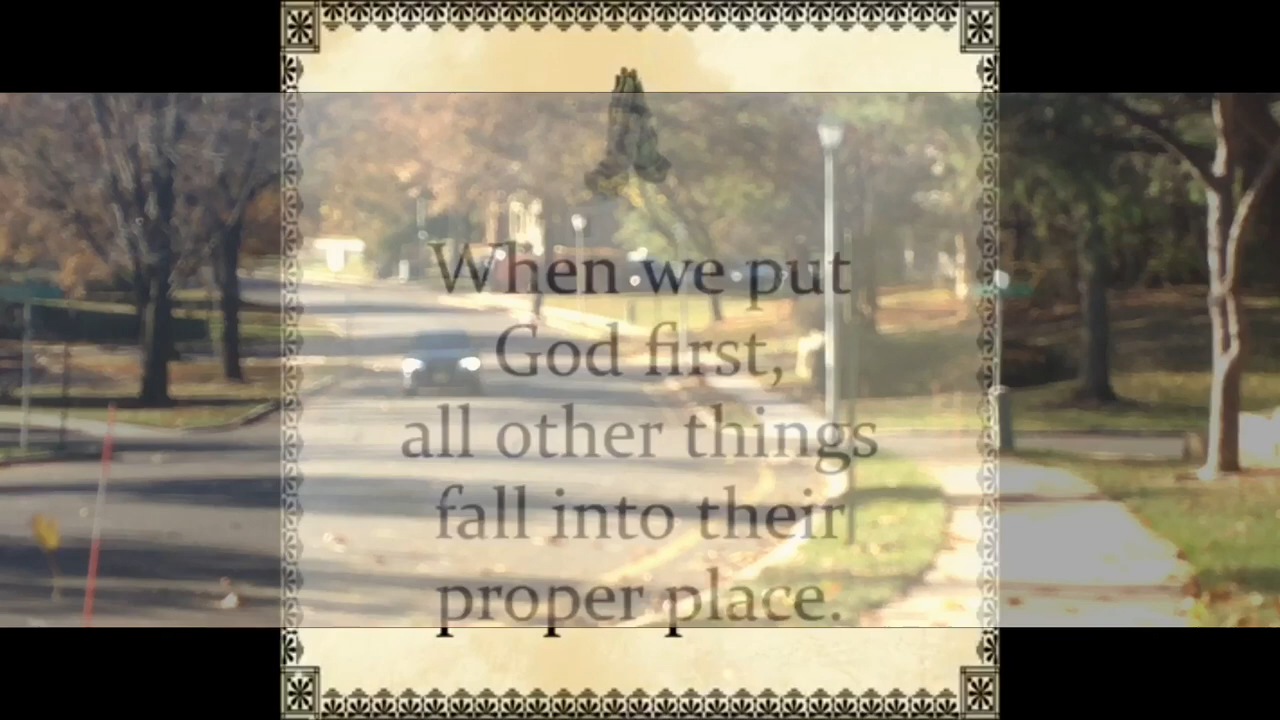 When we put
God first,
all other things
fall into their
proper place.